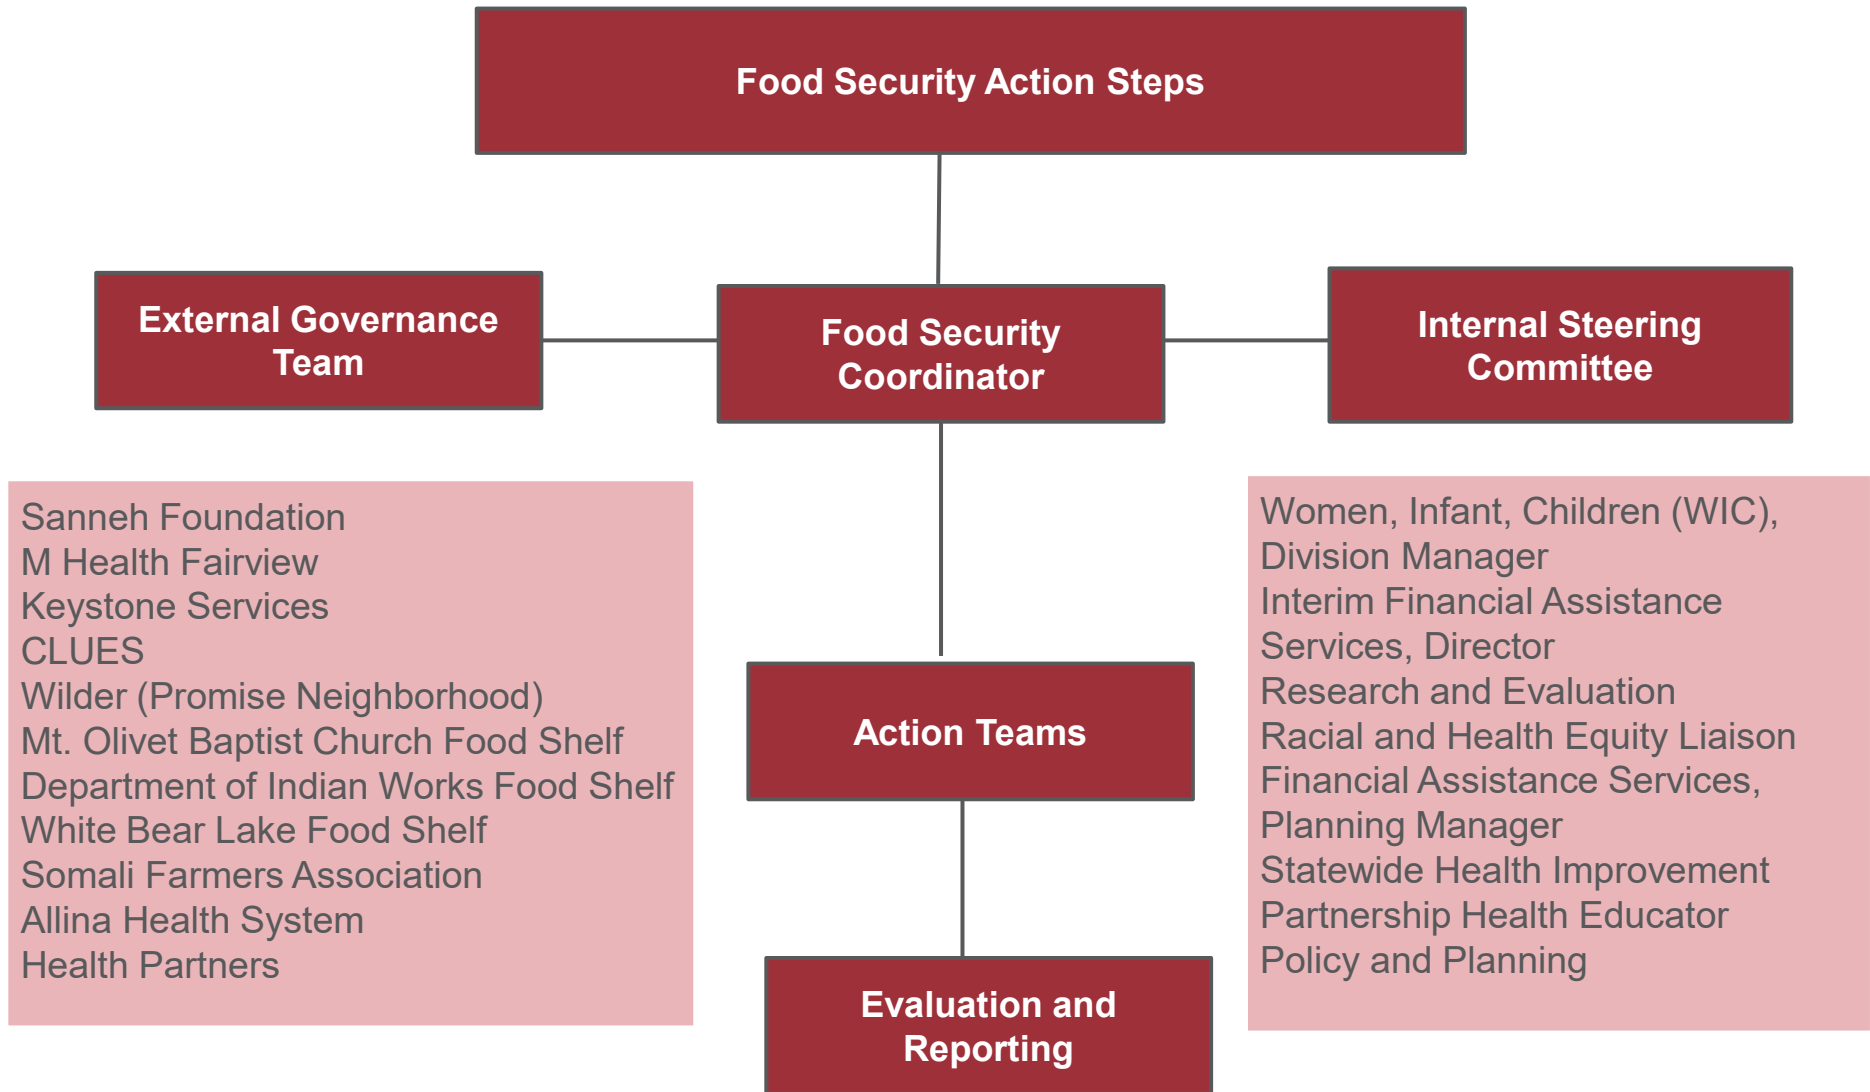 Food Security Action Steps
External Governance
Team
Food Security
Coordinator
Internal Steering
Committee
Sanneh Foundation
M Health Fairview
Keystone Services
CLUES
Wilder (Promise Neighborhood)
Mt. Olivet Baptist Church Food Shelf
Department of Indian Works Food Shelf
White Bear Lake Food Shelf
Somali Farmers Association
Allina Health System
Health Partners
Women, Infant, Children (WIC),
Division Manager
Interim Financial Assistance
Services, Director
Research and Evaluation
Racial and Health Equity Liaison
Financial Assistance Services,
Planning Manager
Statewide Health Improvement
Partnership Health Educator
Policy and Planning
Action Teams
Evaluation and
Reporting